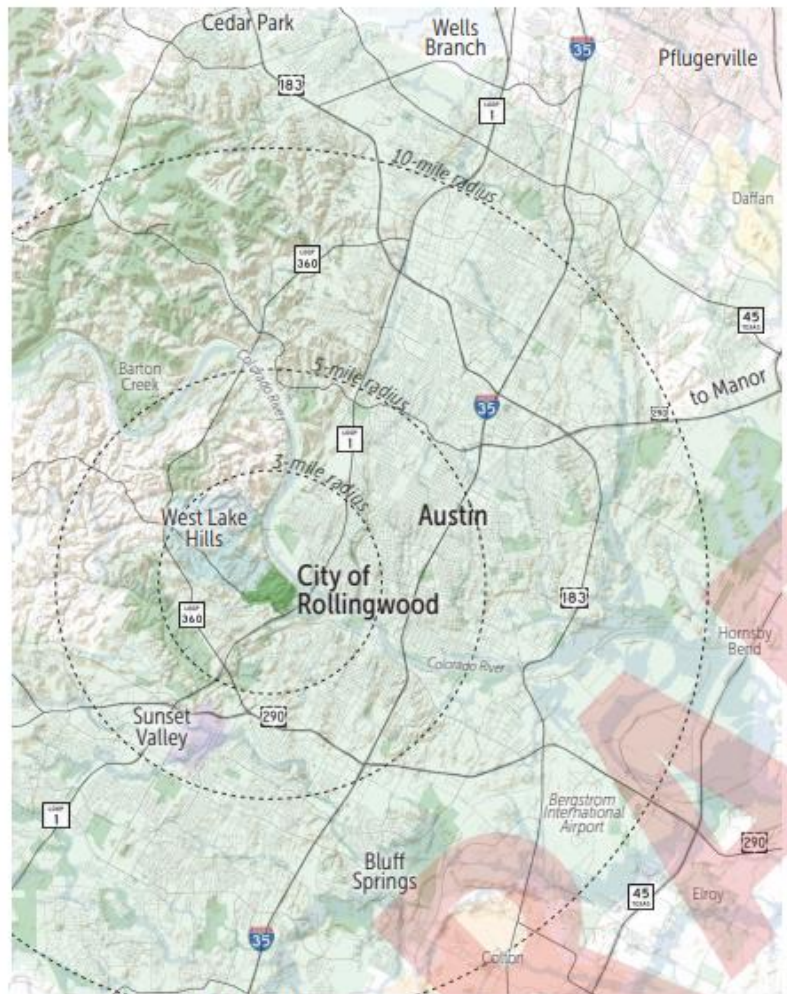 Cedar Park
Wells
Branch
35
Pflugerville
183
LOOP
1
10-mile radius
Daffan
LOOP
360
45
TEXAS
Barton
Creek
Colorado River
5-mile radius
to Manor
35
290
LOOP
1
3-mile radius
West Lake
Hills
Austin
City of
Rollingwood
183
LOOP
360
Hornsby
Bend
Colorado River
Sunset
Valley
290
Bergstrom
International
Airport
LOOP
1
290
Bluff
Springs
45
TEXAS
Elroy
35
Colton